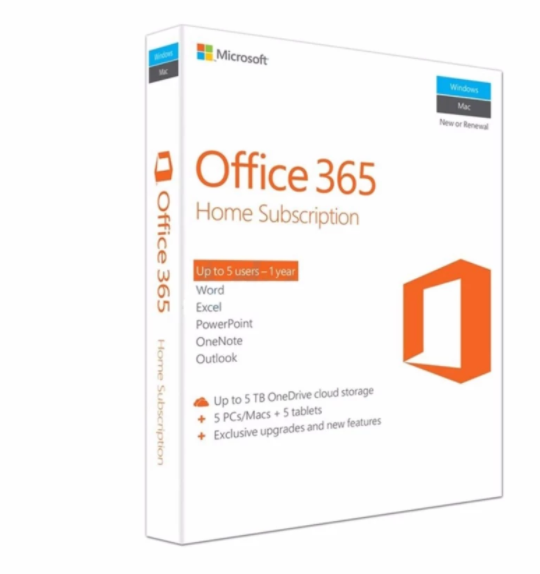 Windows
Mac
Office 365
Home Subscription
Microsoft
Windows
Mac
New or Renewal
Office 365
Home Subscription
Up to 5 users – 1 year
Word
Excel
PowerPoint
OneNote
Outlook
Up to 5 TB OneDrive cloud storage
+ 5 PCs/Macs + 5 tablets
+ Exclusive upgrades and new features